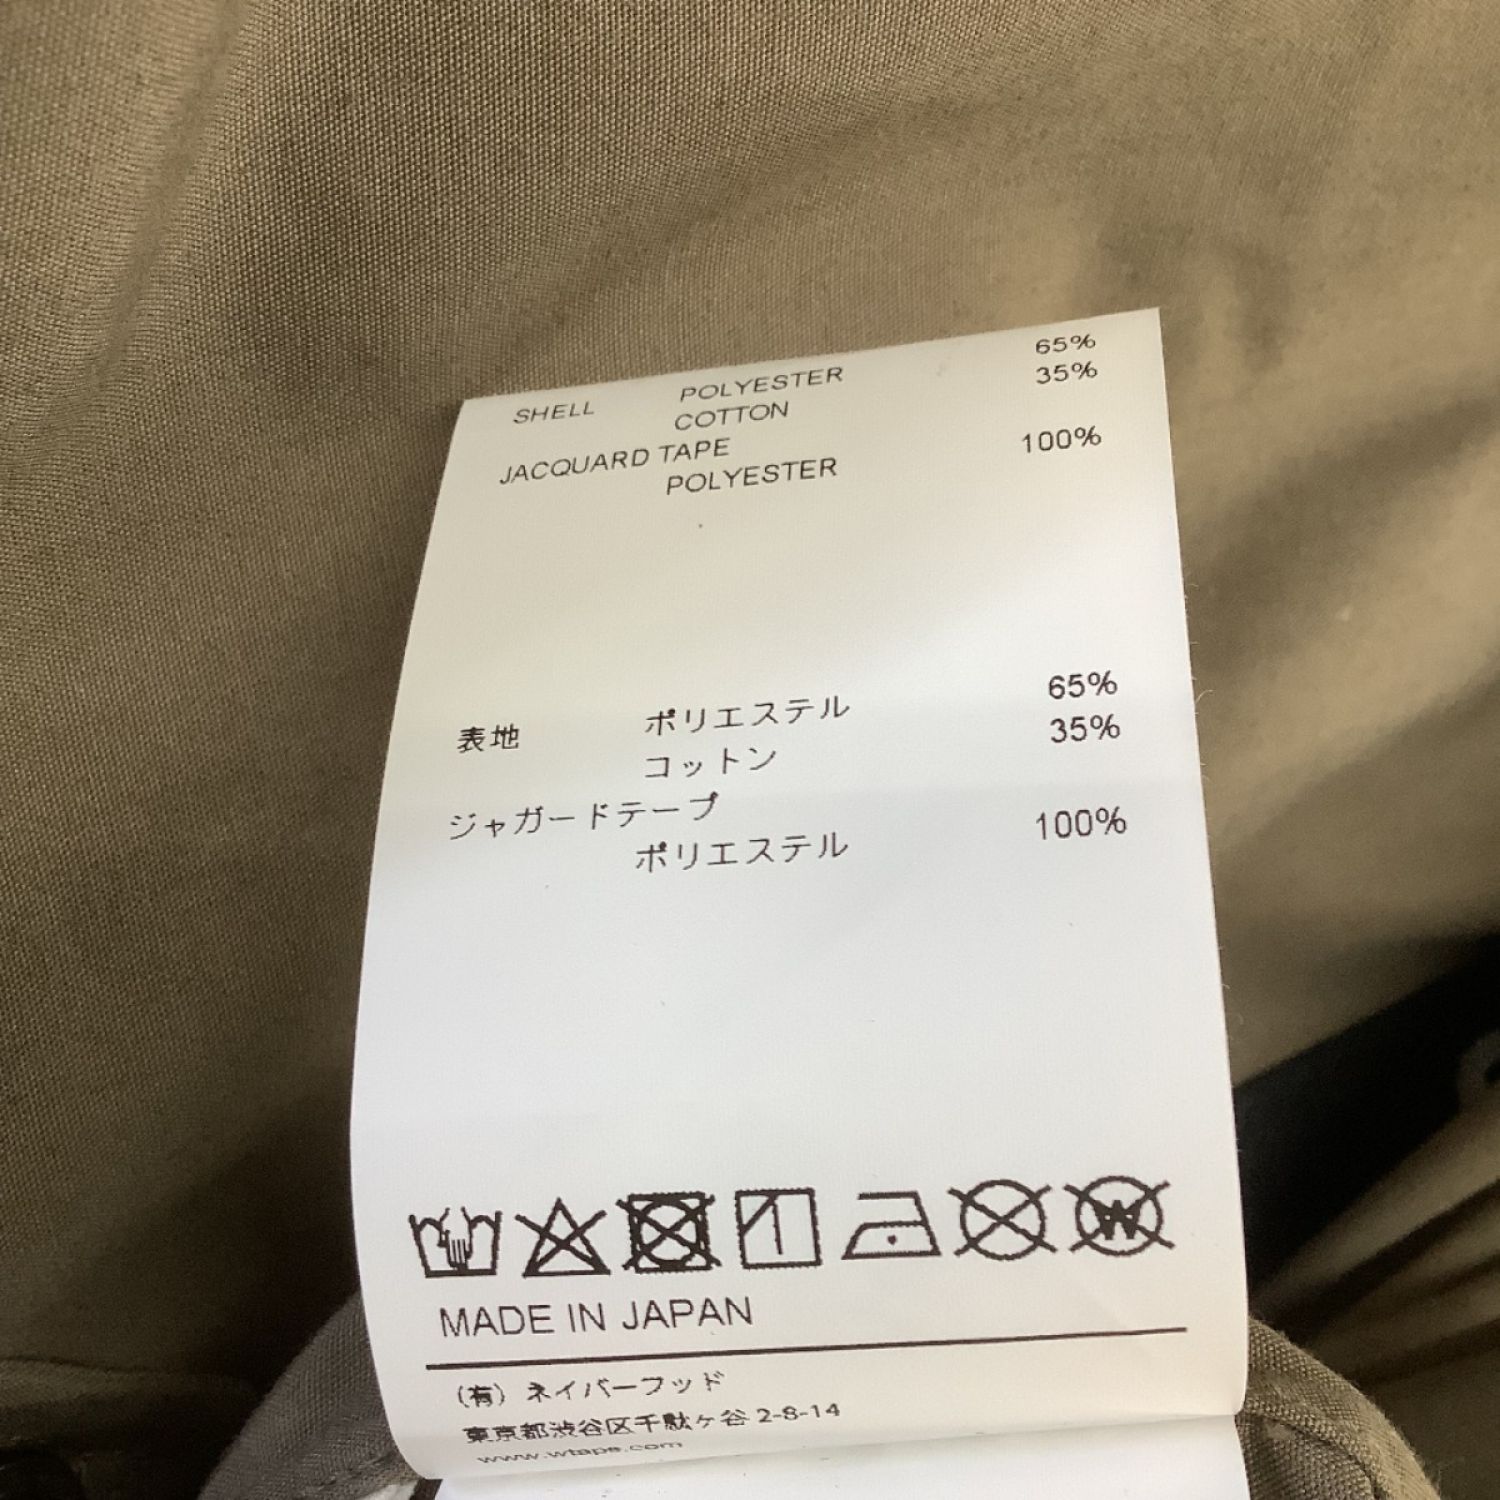 SHELL POLYESTER 65%
COTTON 35%
JACQUARD TAPE
POLYESTER 100%
表地 ポリエステル 65%
コットン 35%
ジャガードテープ
ポリエステル 100%
W
MADE IN JAPAN
(有) ネイバーフッド
東京都渋谷区千駄ヶ谷 2-8-14
www.wtape.com